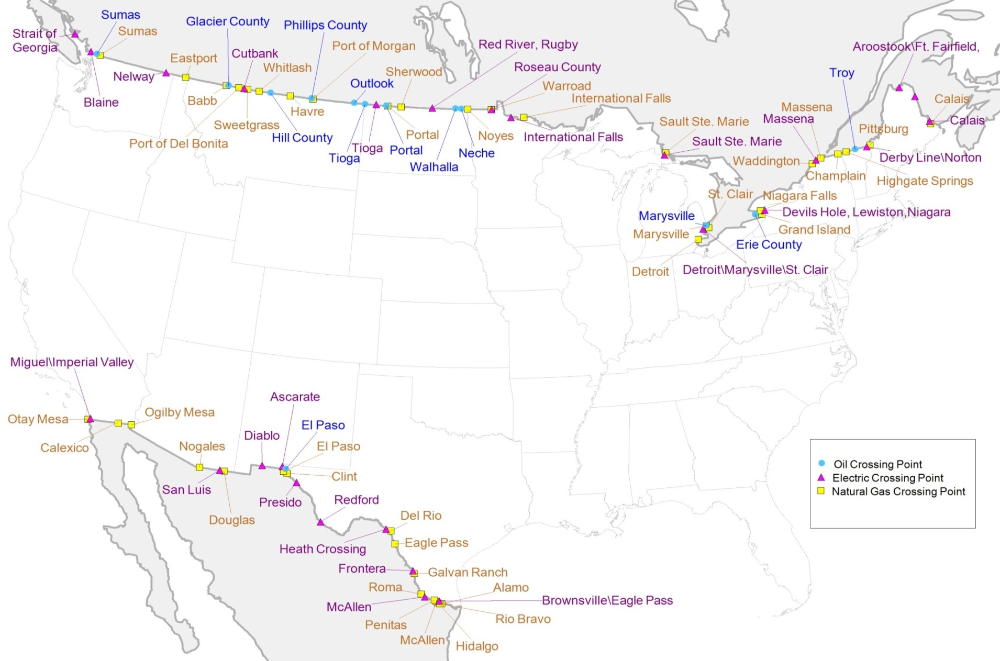 Sumas
Strait of
Georgia
Sumas
Glacier County
Phillips County
Port of Morgan
Red River, Rugby
Aroostook\Ft. Fairfield,
Eastport
Cutbank
Whitlash
Sherwood
Roseau County
Troy
Nelway
Outlook
Warroad
International Falls
Calais
Blaine
Babb
Havre
Massena
Massena
Calais
Sweetgrass
Port of Del Bonita
Hill County
Tioga
Tioga
Portal
Portal
Walhalla
Noyes
Neche
International Falls
Sault Ste. Marie
Sault Ste. Marie
Pittsburg
Waddington
Derby Line\Norton
Champlain
Highgate Springs
St. Clair
Niagara Falls
Marysville
Devils Hole, Lewiston,Niagara
Marysville
Grand Island
Erie County
Detroit
Detroit\Marysville\St. Clair
Miguel\Imperial Valley
Ascarate
Otay Mesa
Ogilby Mesa
El Paso
Calexico
Nogales
Diablo
El Paso
Clint
San Luis
Presido
Redford
Douglas
Del Rio
Heath Crossing
Eagle Pass
Frontera
Galvan Ranch
Roma
Alamo
McAllen
Brownsville\Eagle Pass
Penitas
Rio Bravo
McAllen
Hidalgo
Oil Crossing Point
Electric Crossing Point
Natural Gas Crossing Point